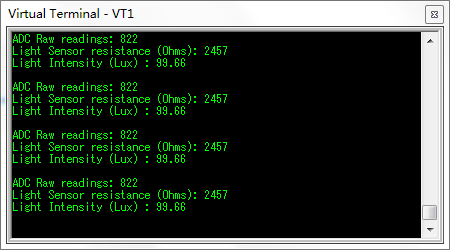 Virtual Terminal - VT1
ADC Raw readings: 822
Light Sensor resistance (Ohms): 2457
Light Intensity (Lux) : 99.66
ADC Raw readings: 822
Light Sensor resistance (Ohms): 2457
Light Intensity (Lux) : 99.66
ADC Raw readings: 822
Light Sensor resistance (Ohms): 2457
Light Intensity (Lux) : 99.66
ADC Raw readings: 822
Light Sensor resistance (Ohms): 2457
Light Intensity (Lux) : 99.66